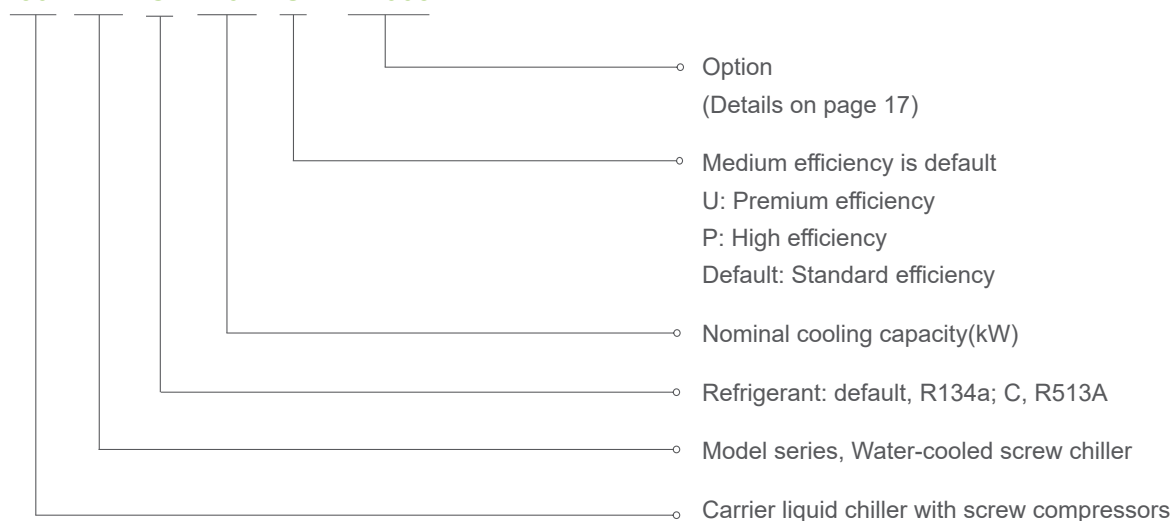 Option
(Details on page 17)
Medium efficiency is default
U: Premium efficiency
P: High efficiency
Default: Standard efficiency
Nominal cooling capacity(kW)
Refrigerant: default, R134a; C, R513A
Model series, Water-cooled screw chiller
Carrier liquid chiller with screw compressors